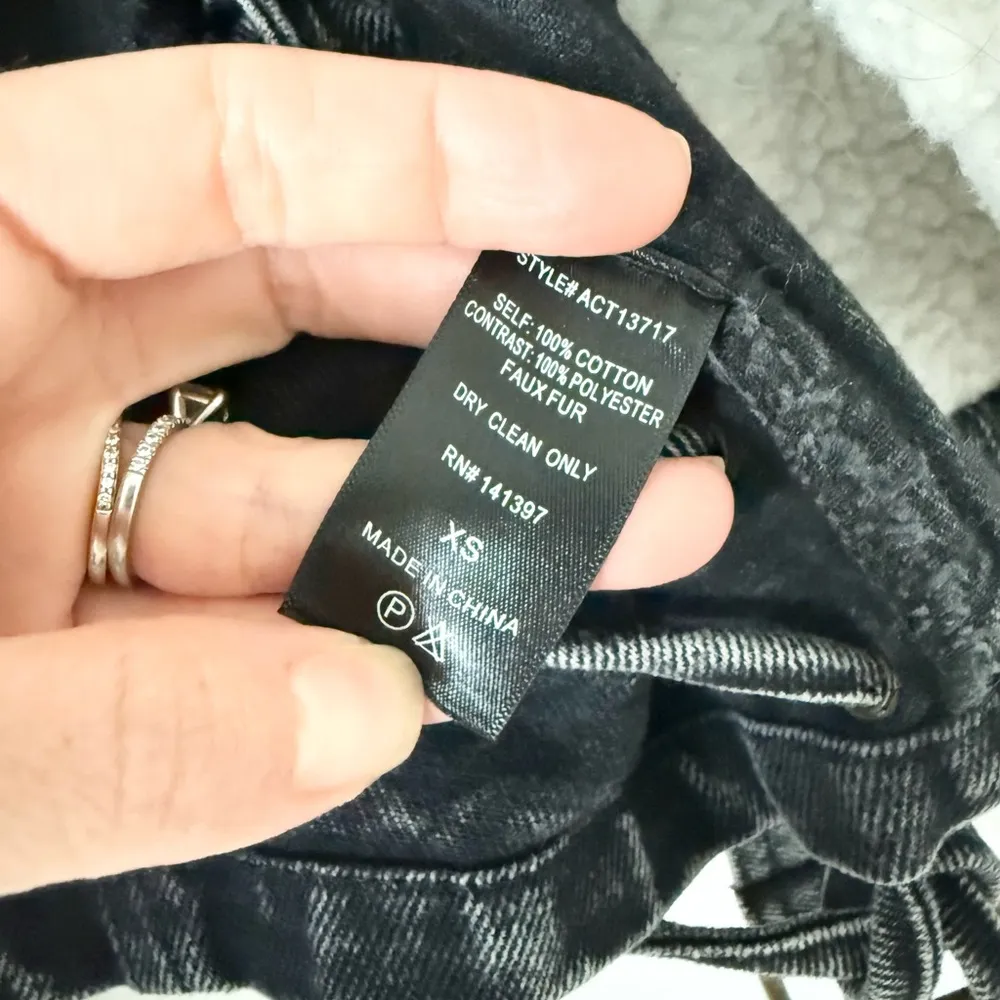 STYLE# ACT13717
SELF: 100% COTTON
CONTRAST: 100% POLYESTER
FAUX FUR
DRY CLEAN ONLY
RN# 141397
XS
MADE IN CHINA
P